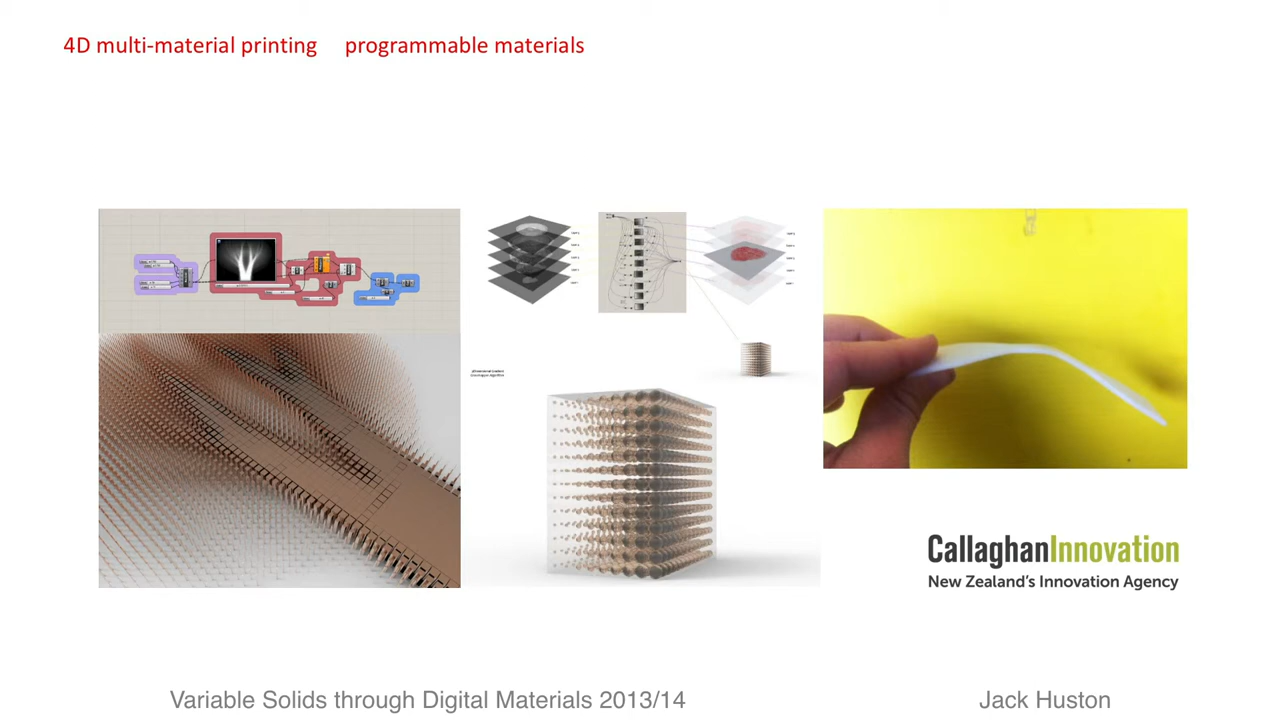 4D multi-material printing programmable materials
CallaghanInnovation
New Zealand's Innovation Agency
Variable Solids through Digital Materials 2013/14
Jack Huston